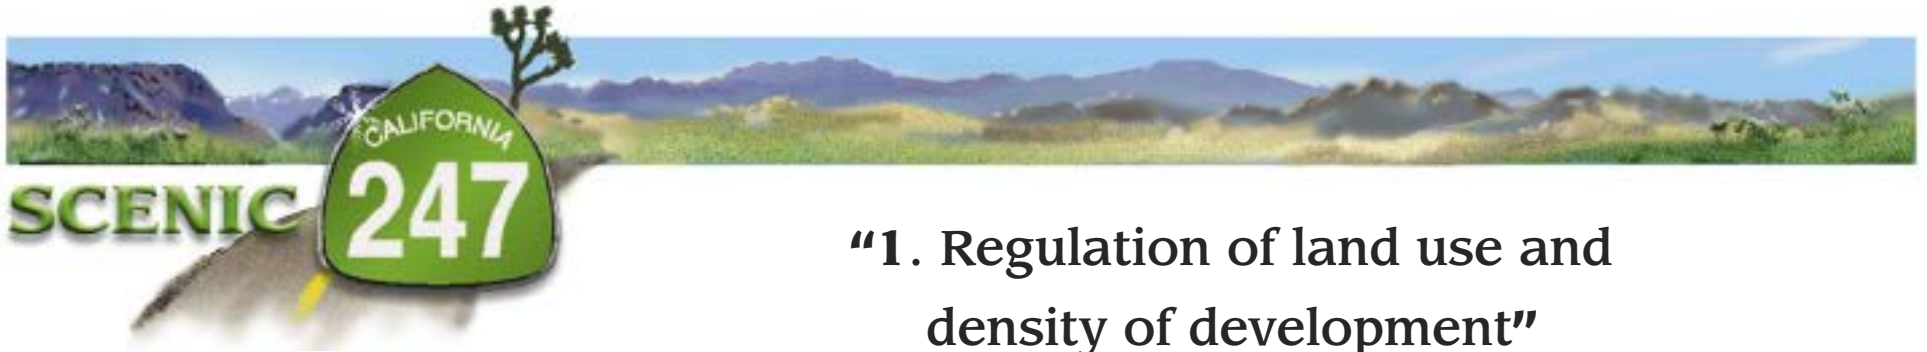 CALIFORNIA
SCENIC 247
“1. Regulation of land use and
density of development”